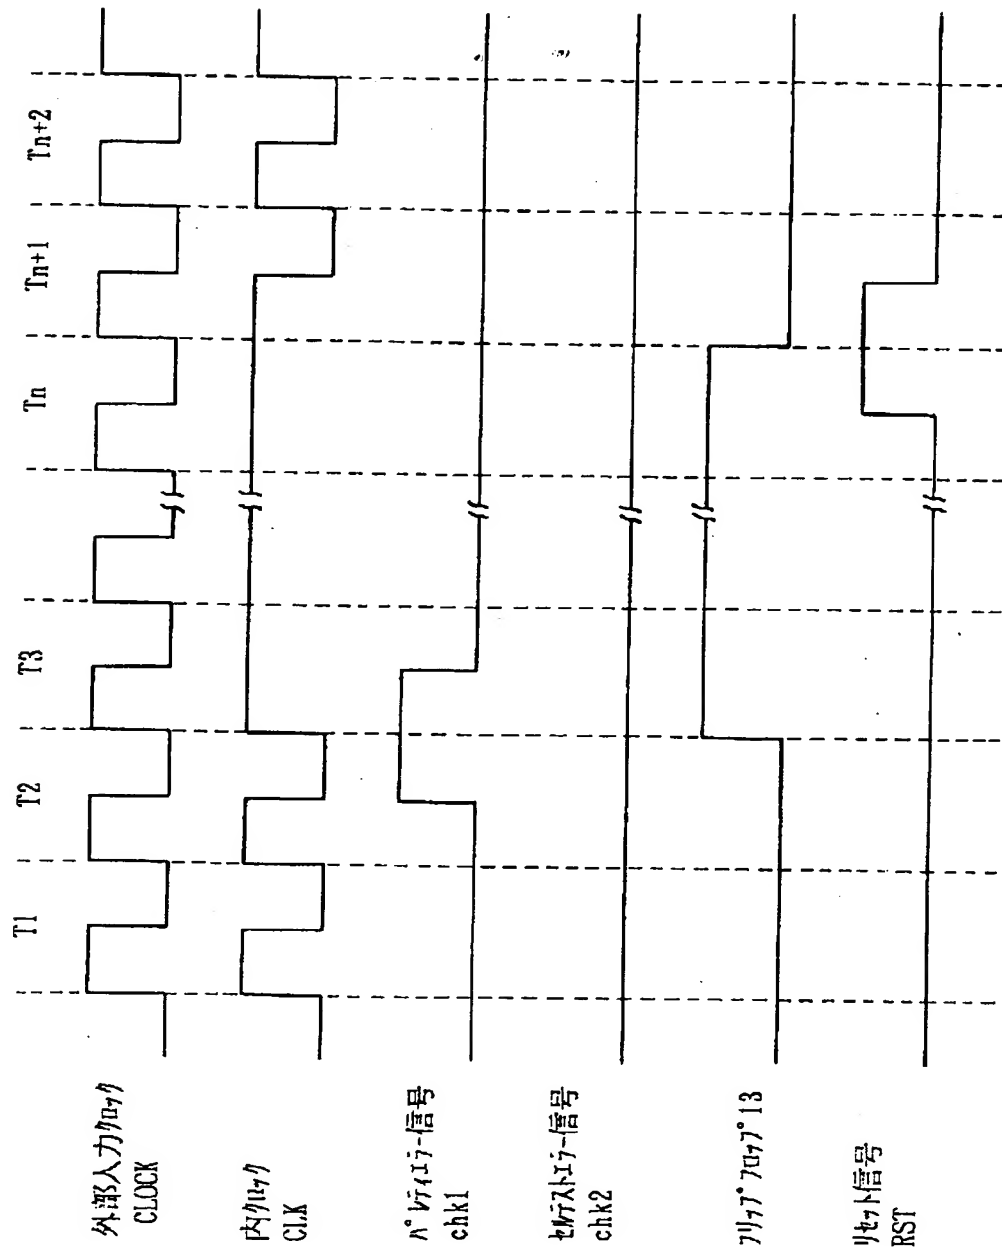 T1 T2 T3 Tn Tn+1 Tn+2
外部入力クロック
CLOCK
内クロック
CLK
パレティエラー信号
chk1
セルテストエラー信号
chk2
フリップフロップ13
リセット信号
RST